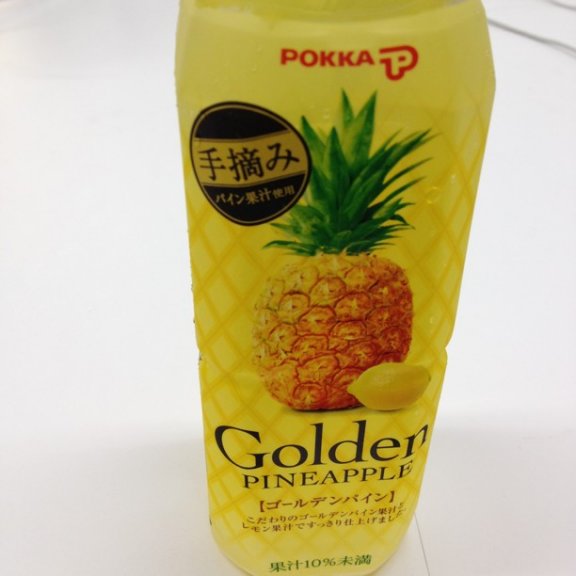 POKKA
手摘み
パイン果汁使用
Golden
PINEAPPLE
【ゴールデンパイン】
こだわりのゴールデンパイン果汁と
レモン果汁ですっきり仕上げました。
果汁10%未満